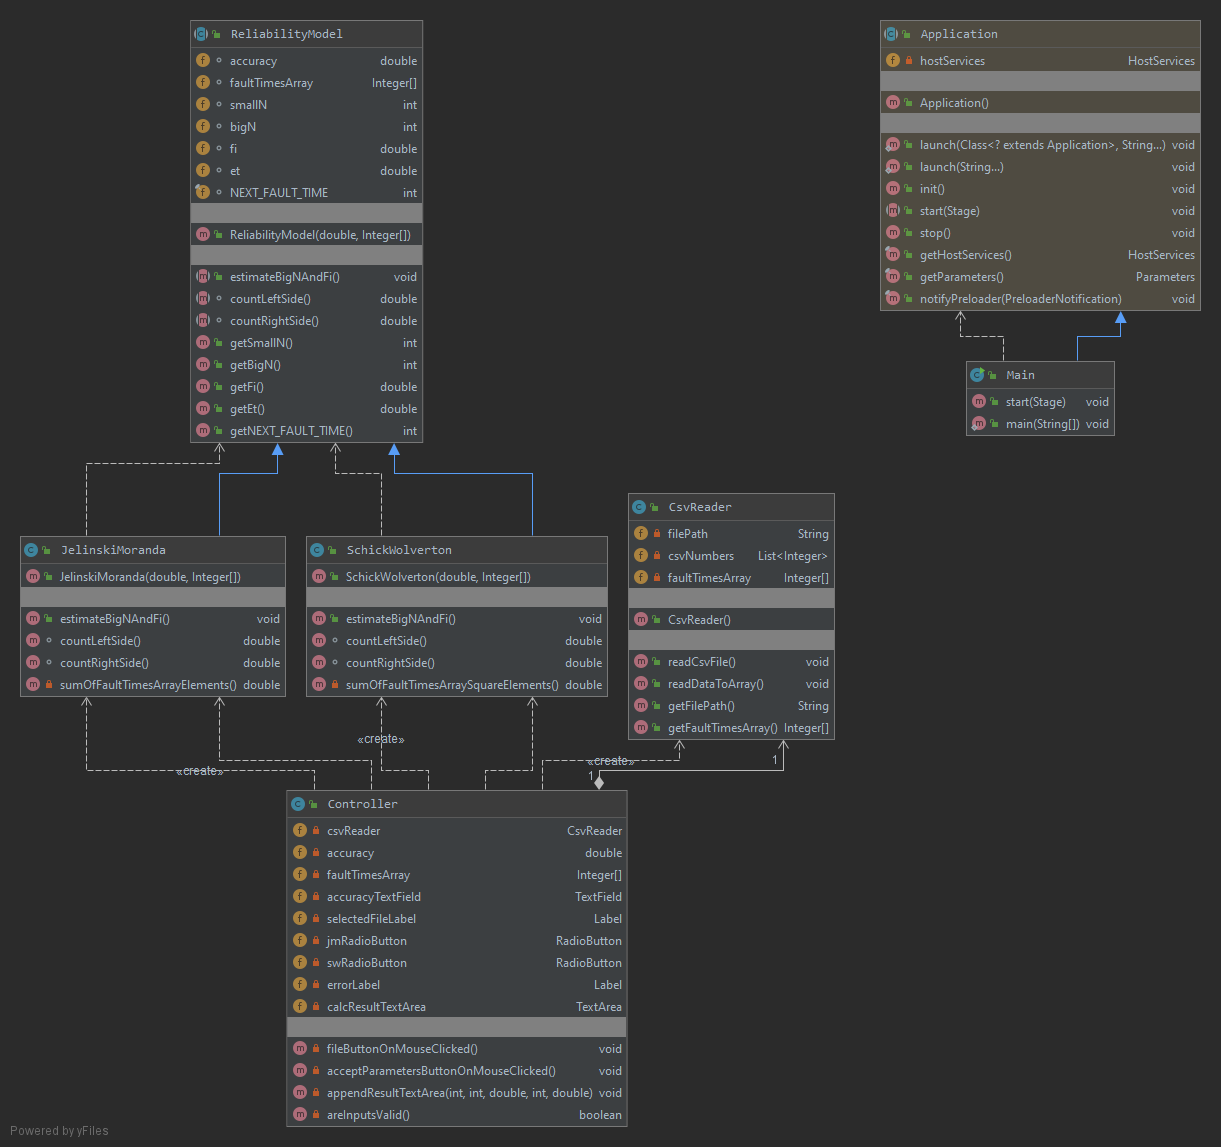 ReliabilityModel
accuracy double
faultTimesArray Integer[]
smallN int
bigN int
fi double
et double
NEXT_FAULT_TIME int
ReliabilityModel(double, Integer[])
estimateBigNAndFi() void
countLeftSide() double
countRightSide() double
getSmallN() int
getBigN() int
getFi() double
getEt() double
getNEXT_FAULT_TIME() int
Application
hostServices HostServices
Application()
launch(Class<? extends Application>, String...) void
launch(String...) void
init() void
start(Stage) void
stop() void
getHostServices() HostServices
getParameters() Parameters
notifyPreloader(PreloaderNotification) void
Main
start(Stage) void
main(String[]) void
JelinskiMoranda
JelinskiMoranda(double, Integer[])
estimateBigNAndFi() void
countLeftSide() double
countRightSide() double
sumOfFaultTimesArrayElements() double
SchickWolverton
SchickWolverton(double, Integer[])
estimateBigNAndFi() void
countLeftSide() double
countRightSide() double
sumOfFaultTimesArraySquareElements() double
CsvReader
filePath String
csvNumbers List<Integer>
faultTimesArray Integer[]
CsvReader()
readCsvFile() void
readDataToArray() void
getFilePath() String
getFaultTimesArray() Integer[]
«create»
«create»
«create»
1
1
Controller
csvReader CsvReader
accuracy double
faultTimesArray Integer[]
accuracyTextField TextField
selectedFileLabel Label
jmRadioButton RadioButton
swRadioButton RadioButton
errorLabel Label
calcResultTextArea TextArea
fileButtonOnMouseClicked() void
acceptParametersButtonOnMouseClicked() void
appendResultTextArea(int, int, double, int, double) void
areInputsValid() boolean
Powered by yFiles